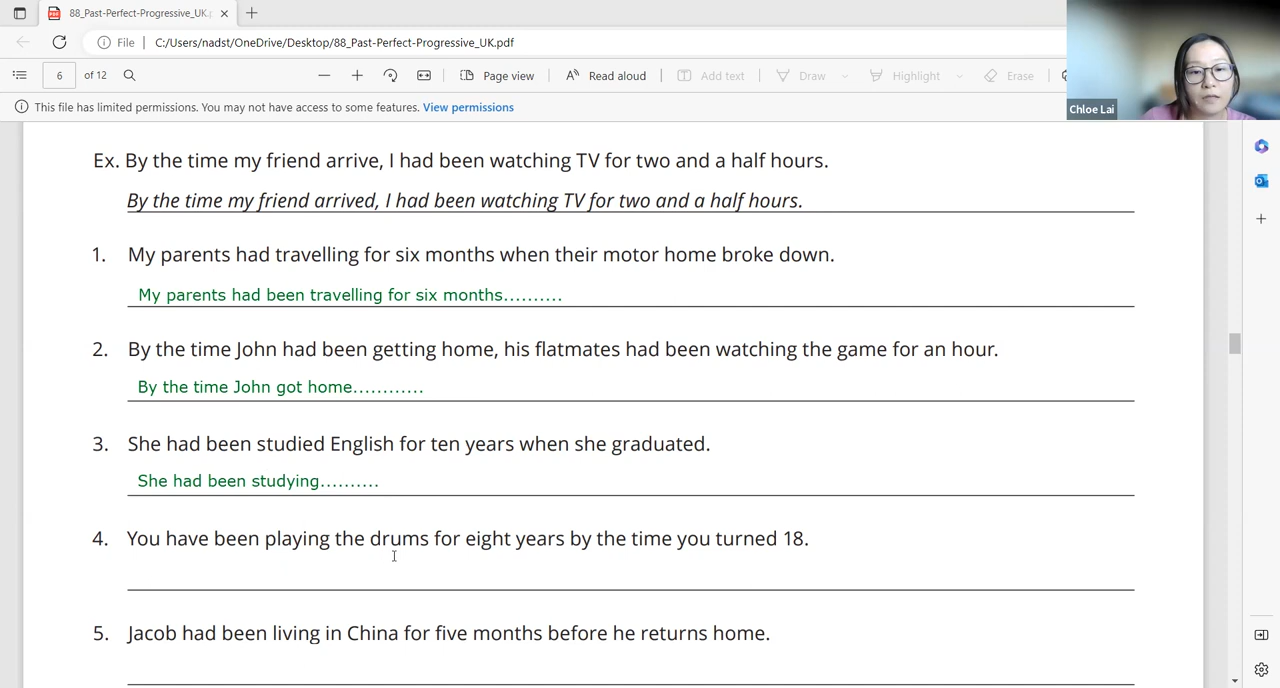 88_Past-Perfect-Progressive_UK.p
File
C:/Users/nadst/OneDrive/Desktop/88_Past-Perfect-Progressive_UK.pdf
6 of 12
Page view
Read aloud
Add text
Draw
Highlight
Erase
Chloe Lai
This file has limited permissions. You may not have access to some features. View permissions
Ex. By the time my friend arrive, I had been watching TV for two and a half hours.
By the time my friend arrived, I had been watching TV for two and a half hours.
1. My parents had travelling for six months when their motor home broke down.
My parents had been travelling for six months..........
2. By the time John had been getting home, his flatmates had been watching the game for an hour.
By the time John got home............
3. She had been studied English for ten years when she graduated.
She had been studying..........
4. You have been playing the drums for eight years by the time you turned 18.
5. Jacob had been living in China for five months before he returns home.